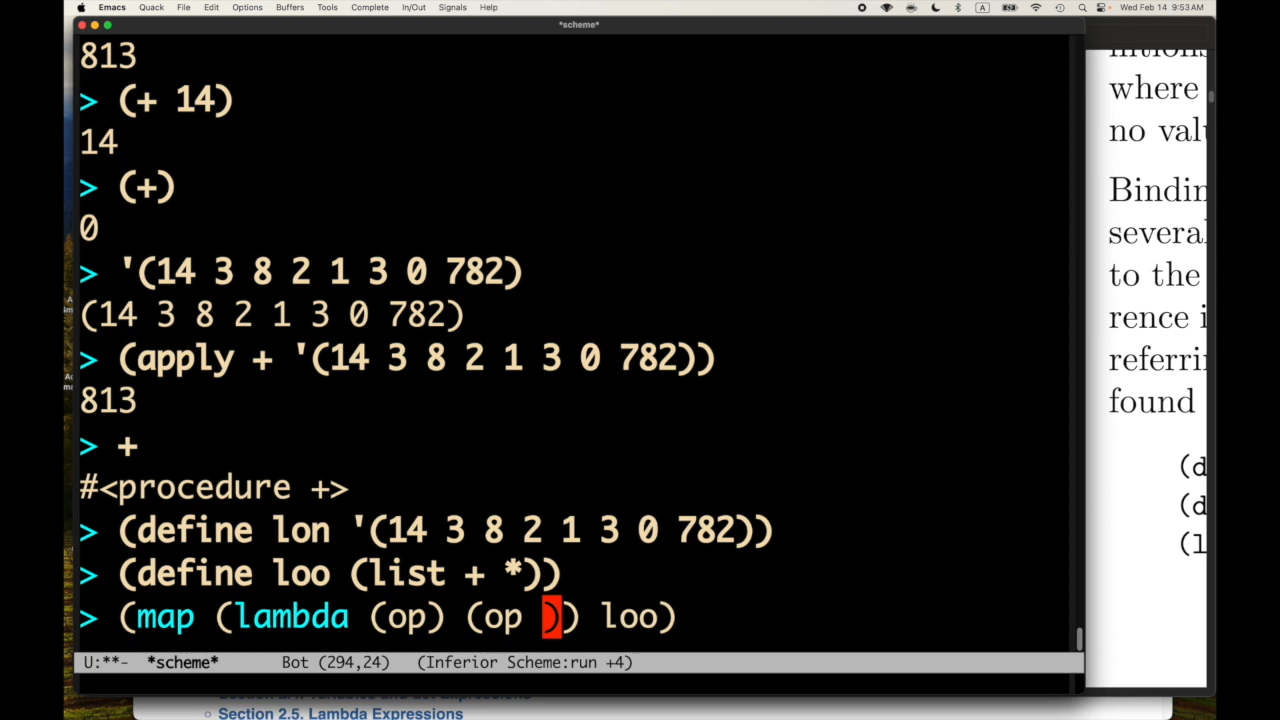 Emacs Quack File Edit Options Buffers Tools Complete In/Out Signals Help
Wed Feb 14 9:53 AM
*scheme*
813
> (+ 14)
14
> (+)
0
> '(14 3 8 2 1 3 0 782)
(14 3 8 2 1 3 0 782)
> (apply + '(14 3 8 2 1 3 0 782))
813
> +
#<procedure +>
> (define lon '(14 3 8 2 1 3 0 782))
> (define loo (list + *))
> (map (lambda (op) (op )) loo)
U:**- *scheme* Bot (294,24) (Inferior Scheme:run +4)
where
no
Bindin
several
to the
rence i
referri
found
(d
(d
(l
Section 2.5. Lambda Expressions